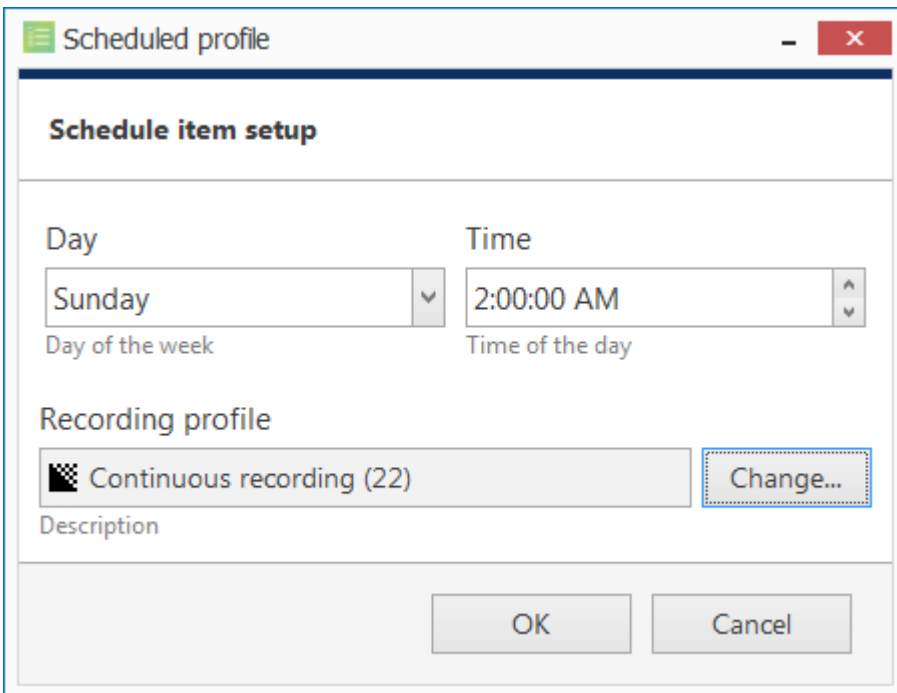 Scheduled profile
Schedule item setup
Day
Time
Sunday
2:00:00 AM
Day of the week
Time of the day
Recording profile
Continuous recording (22)
Change...
Description
OK
Cancel